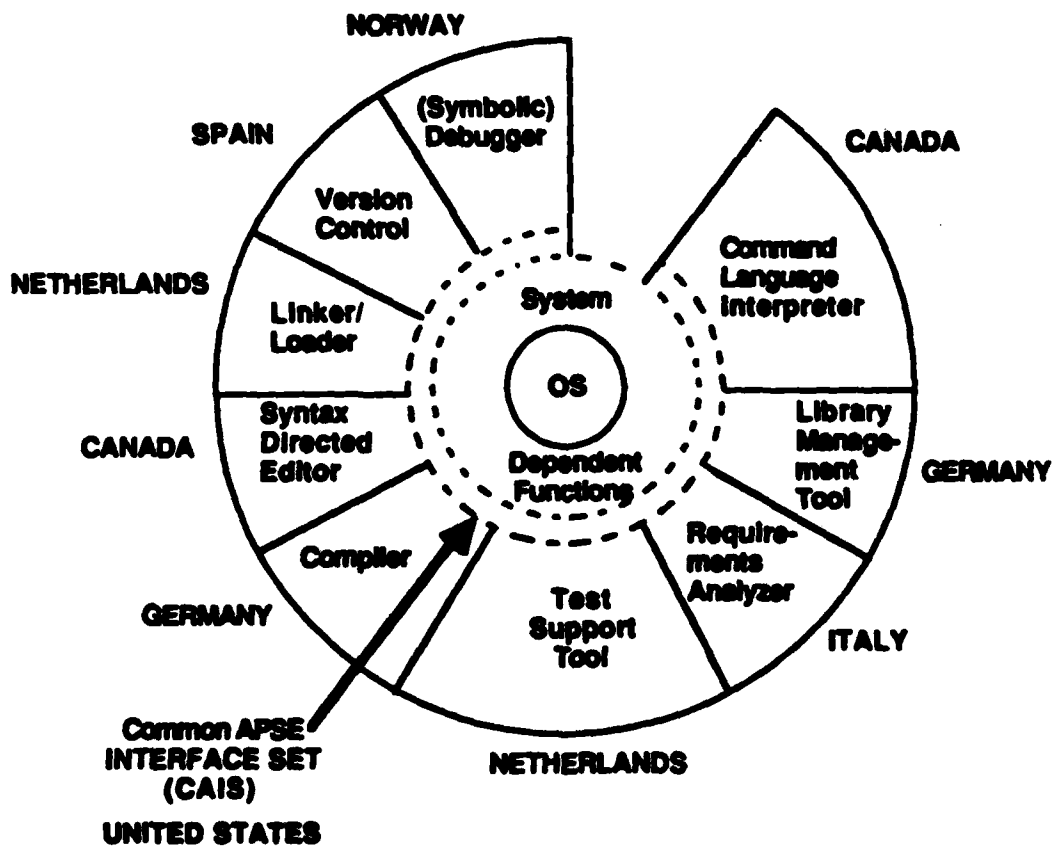 NORWAY
(Symbolic)
Debugger
SPAIN
Version
Control
NETHERLANDS
Linker/
Loader
CANADA
Syntax
Directed
Editor
GERMANY
Compiler
Common APSE
INTERFACE SET
(CAIS)
UNITED STATES
System
OS
Dependent
Functions
CANADA
Command
Language
Interpreter
Library
Manage-
ment
Tool
GERMANY
Require-
ments
Analyzer
ITALY
Test
Support
Tool
NETHERLANDS